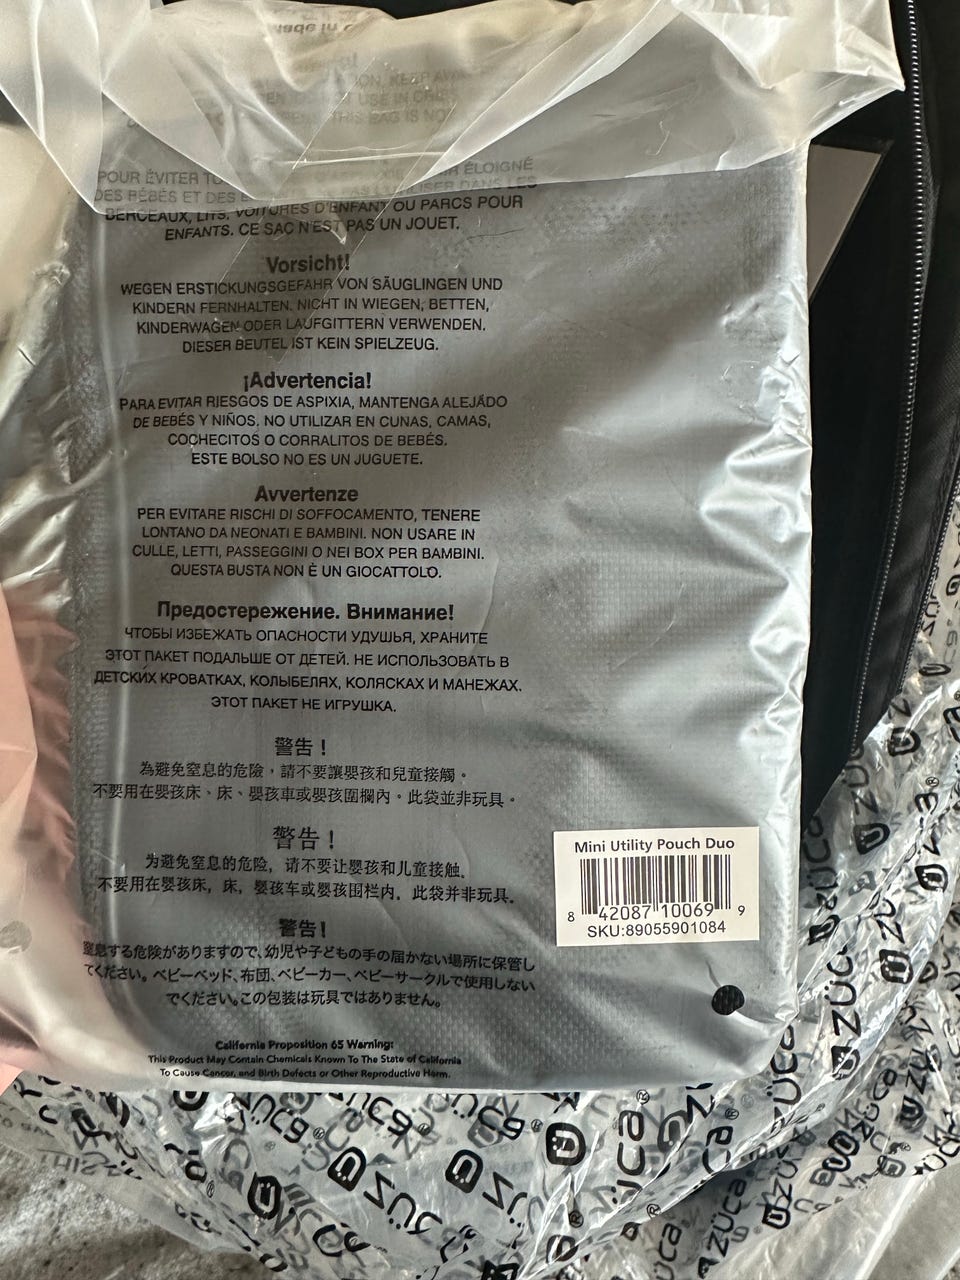 POUR ÉVITER
ÉLOIGNÉ
DES BÉBÉS ET DES
UTILISER DANS LES
BERCEAUX, LITS, VOITURES D'ENFANT OU PARCS POUR
ENFANTS. CE SAC N'EST PAS UN JOUET.
Vorsicht!
WEGEN ERSTICKUNGSGEFAHR VON SÄUGLINGEN UND
KINDERN FERNHALTEN. NICHT IN WIEGEN, BETTEN,
KINDERWAGEN ODER LAUFGITTERN VERWENDEN.
DIESER BEUTEL IST KEIN SPIELZEUG.
¡Advertencia!
PARA EVITAR RIESGOS DE ASPIXIA, MANTENGA ALEJADO
DE BEBÉS Y NIÑOS. NO UTILIZAR EN CUNAS, CAMAS,
COCHECITOS O CORRALITOS DE BEBÉS.
ESTE BOLSO NO ES UN JUGUETE.
Avvertenze
PER EVITARE RISCHI DI SOFFOCAMENTO, TENERE
LONTANO DA NEONATI E BAMBINI. NON USARE IN
CULLE, LETTI, PASSEGGINI O NEI BOX PER BAMBINI.
QUESTA BUSTA NON È UN GIOCATTOLO.
Предостережение. Внимание!
ЧТОБЫ ИЗБЕЖАТЬ ОПАСНОСТИ УДУШЬЯ, ХРАНИТЕ
ЭТОТ ПАКЕТ ПОДАЛЬШЕ ОТ ДЕТЕЙ. НЕ ИСПОЛЬЗОВАТЬ В
ДЕТСКИХ КРОВАТКАХ, КОЛЫБЕЛЯХ, КОЛЯСКАХ И МАНЕЖАХ.
ЭТОТ ПАКЕТ НЕ ИГРУШКА.
警告！
為避免窒息的危險，請不要讓嬰孩和兒童接觸。
不要用在嬰孩床、床、嬰孩車或嬰孩圍欄內。此袋並非玩具。
警告！
为避免窒息的危险，请不要让婴孩和儿童接触。
不要用在婴孩床，床，婴孩车或婴孩围栏内。此袋并非玩具。
警告！
窒息する危険がありますので、幼児や子どもの手の届かない場所に保管し
てください。ベビーベッド、布団、ベビーカー、ベビーサークルで使用しない
でください。この包装は玩具ではありません。
California Proposition 65 Warning:
This Product May Contain Chemicals Known To The State of California
To Cause Cancer, and Birth Defects or Other Reproductive Harm.
Mini Utility Pouch Duo
8 42087 10069 9
SKU:89055901084
ZÜCA®
ZÜCA®
ZÜCA®
ZÜCA®